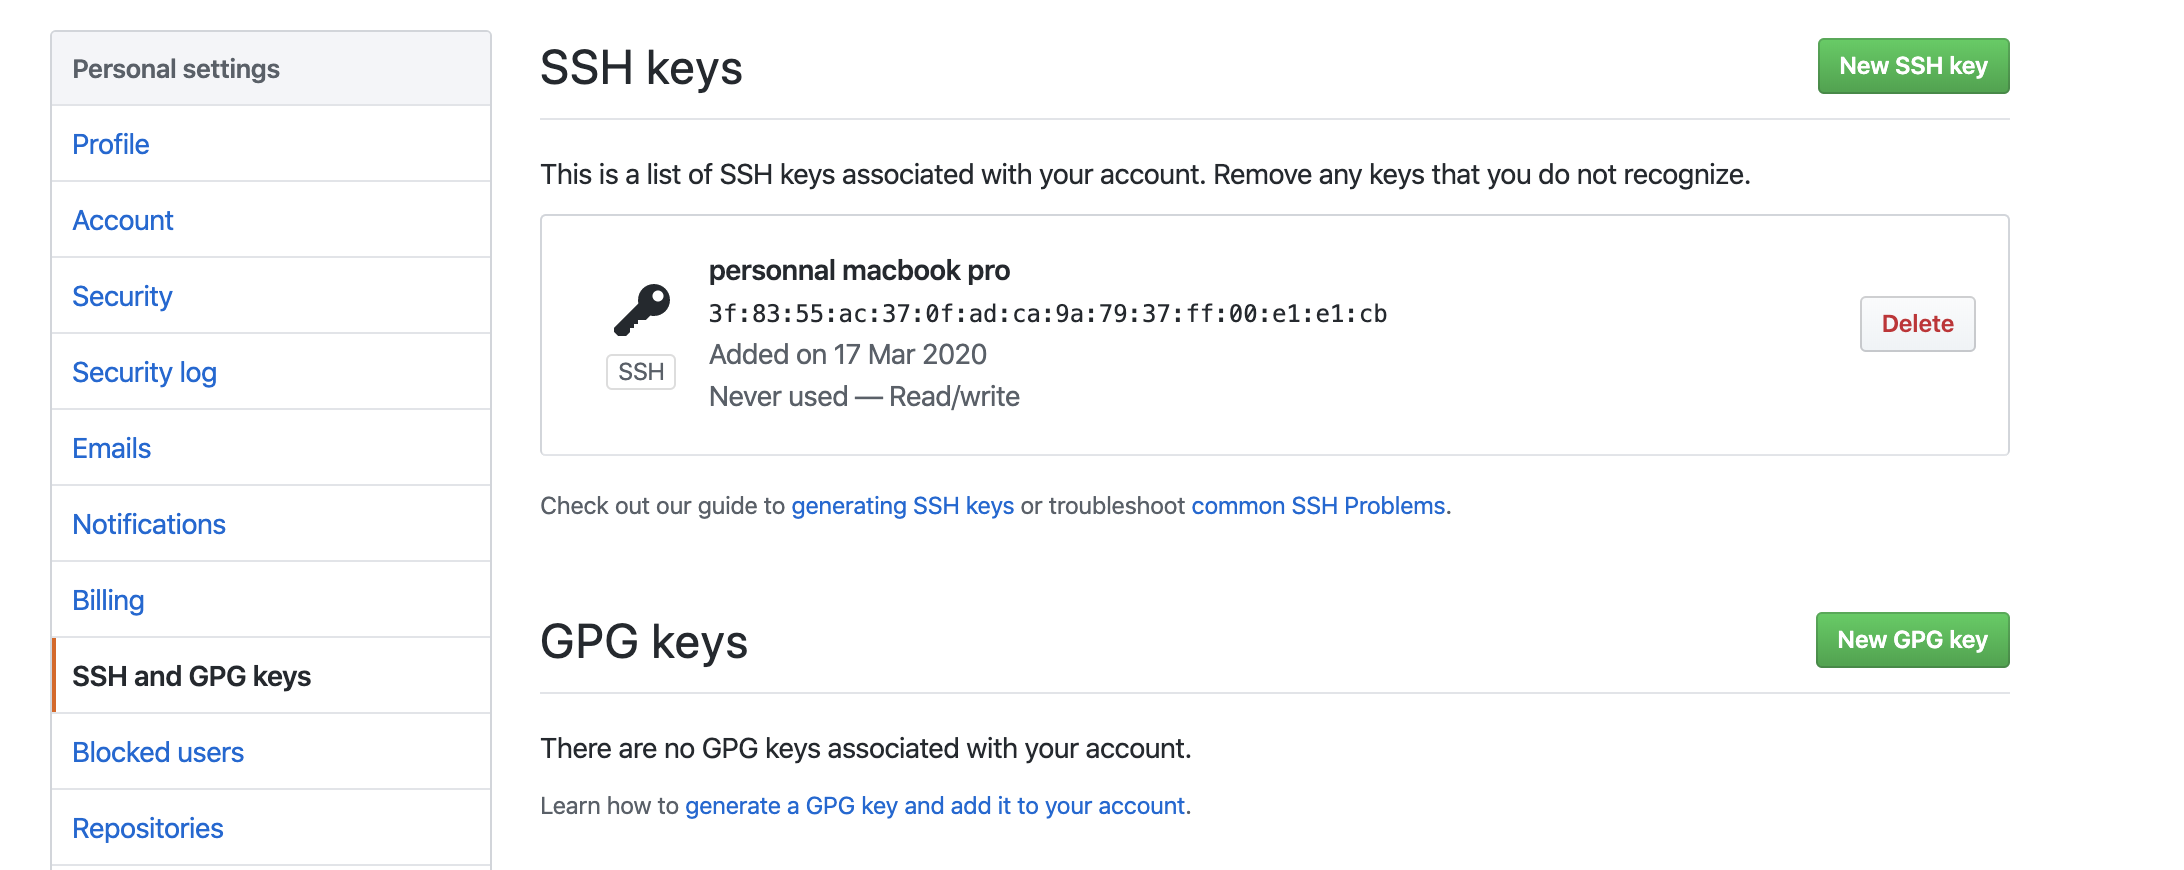 Personal settings
Profile
Account
Security
Security log
Emails
Notifications
Billing
SSH and GPG keys
Blocked users
Repositories
SSH keys
New SSH key
This is a list of SSH keys associated with your account. Remove any keys that you do not recognize.
personnal macbook pro
3f:83:55:ac:37:0f:ad:ca:9a:79:37:ff:00:e1:e1:cb
Added on 17 Mar 2020
Never used — Read/write
SSH
Delete
Check out our guide to generating SSH keys or troubleshoot common SSH Problems.
GPG keys
New GPG key
There are no GPG keys associated with your account.
Learn how to generate a GPG key and add it to your account.